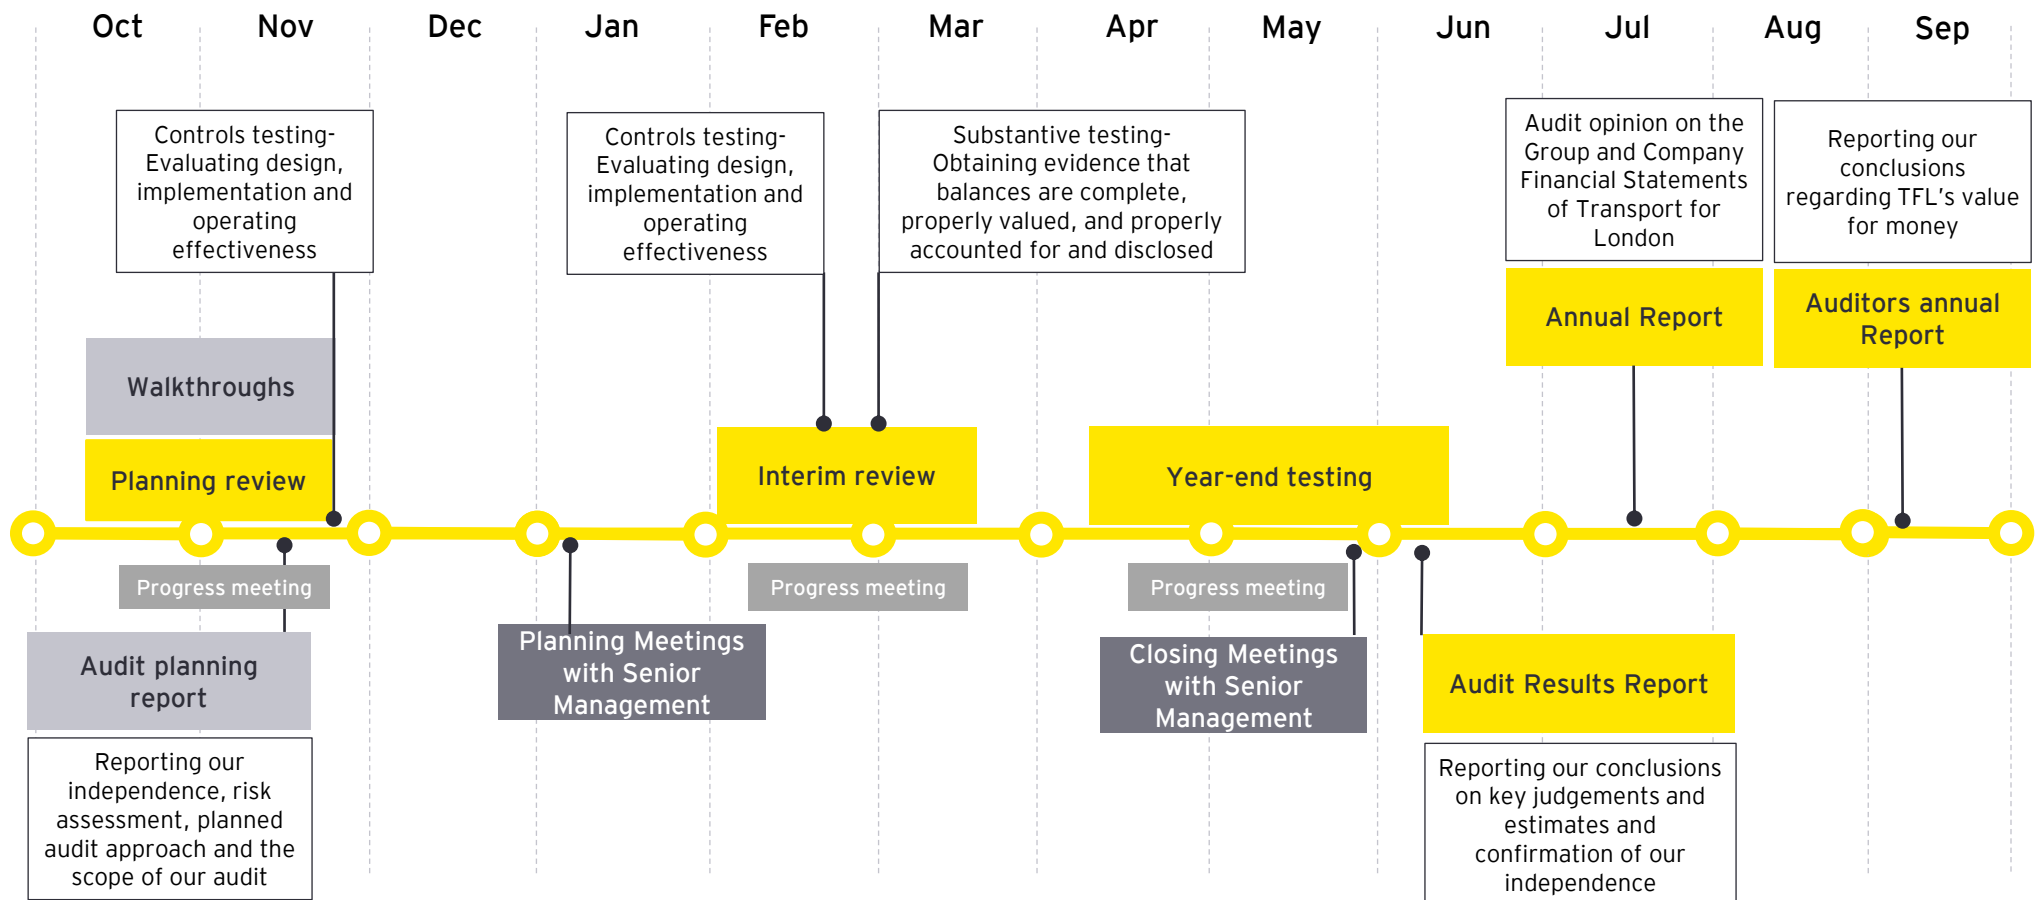 Oct
Nov
Dec
Jan
Feb
Mar
Apr
May
Jun
Jul
Aug
Sep
Controls testing-
Evaluating design,
implementation and
operating
effectiveness
Controls testing-
Evaluating design,
implementation and
operating
effectiveness
Substantive testing-
Obtaining evidence that
balances are complete,
properly valued, and properly
accounted for and disclosed
Audit opinion on the
Group and Company
Financial Statements
of Transport for
London
Reporting our
conclusions
regarding TFL's value
for money
Annual Report
Auditors annual
Report
Walkthroughs
Planning review
Interim review
Year-end testing
Progress meeting
Progress meeting
Progress meeting
Audit planning
report
Planning Meetings
with Senior
Management
Closing Meetings
with Senior
Management
Audit Results Report
Reporting our
independence, risk
assessment, planned
audit approach and the
scope of our audit
Reporting our conclusions
on key judgements and
estimates and
confirmation of our
independence